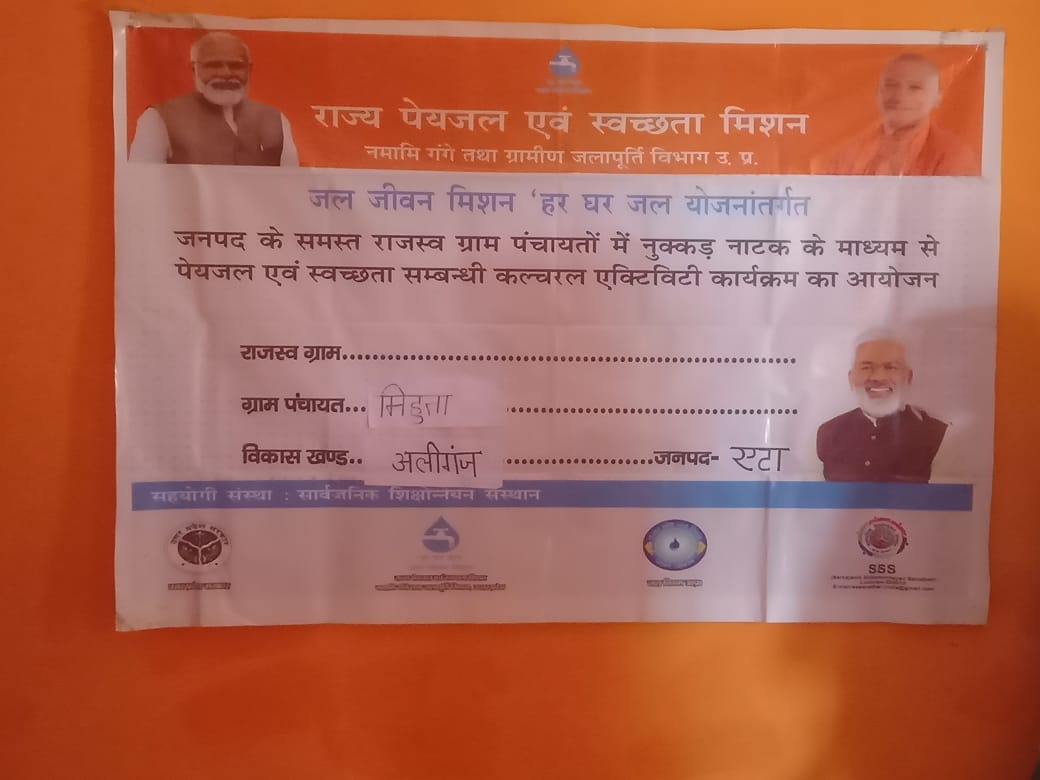 राज्य पेयजल एवं स्वच्छता मिशन
नमामि गंगे तथा ग्रामीण जलापूर्ति विभाग उ. प्र.
जल जीवन मिशन 'हर घर जल योजनांतर्गत
जनपद के समस्त राजस्व ग्राम पंचायतों में नुक्कड़ नाटक के माध्यम से
पेयजल एवं स्वच्छता सम्बन्धी कल्चरल एक्टिविटी कार्यक्रम का आयोजन
राजस्व ग्राम
ग्राम पंचायत... मिहुता
विकास खण्ड.. अलीगंज जनपद- एटा
सहयोगी संस्था : सार्वजनिक शिक्षोन्नयन संस्थान
SSS